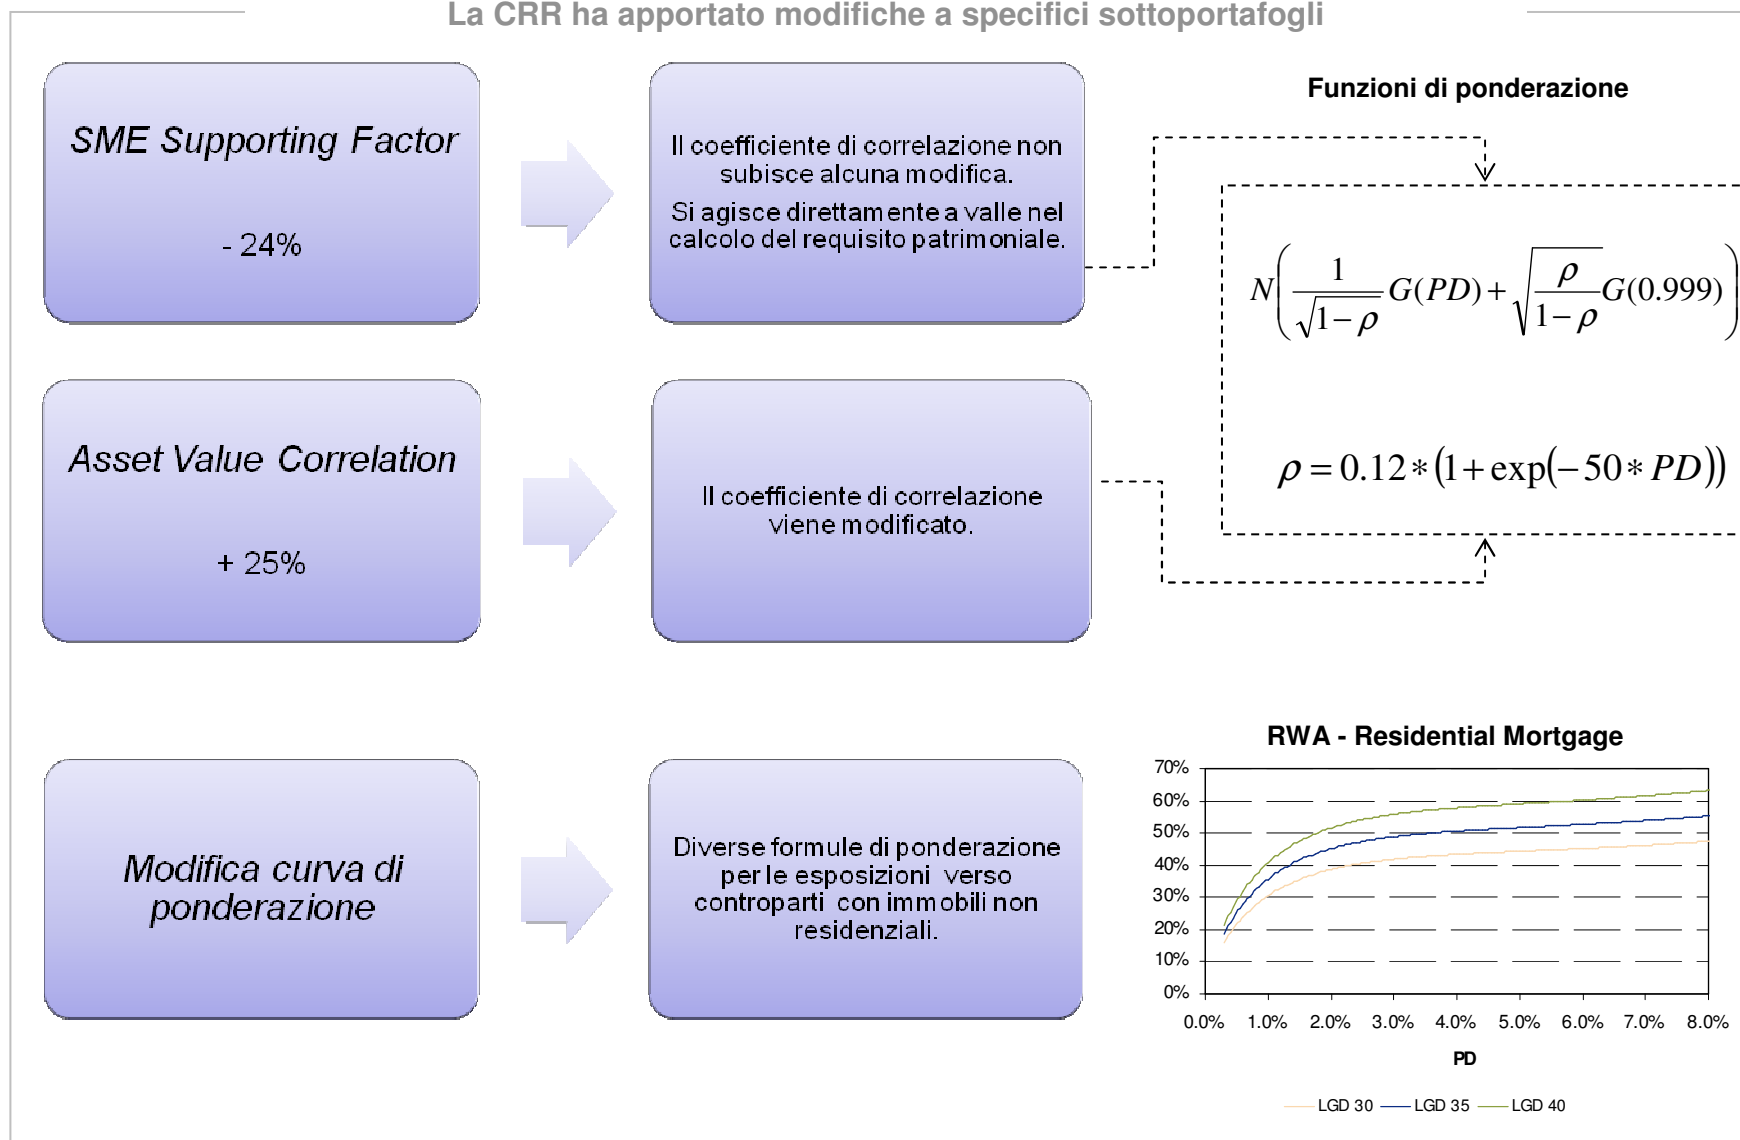 La CRR ha apportato modifiche a specifici sottoportafogli
SME Supporting Factor
- 24%
Il coefficiente di correlazione non
subisce alcuna modifica.
Si agisce direttamente a valle nel
calcolo del requisito patrimoniale.
Funzioni di ponderazione
N(1/√(1−ρ) G(PD) + √(ρ/(1−ρ)) G(0.999))
ρ = 0.12 * (1 + exp(− 50 * PD))
Asset Value Correlation
+ 25%
Il coefficiente di correlazione
viene modificato.
Modifica curva di
ponderazione
Diverse formule di ponderazione
per le esposizioni verso
controparti con immobili non
residenziali.
RWA - Residential Mortgage
70%
60%
50%
40%
30%
20%
10%
0%
0.0% 1.0% 2.0% 3.0% 4.0% 5.0% 6.0% 7.0% 8.0%
PD
LGD 30 LGD 35 LGD 40